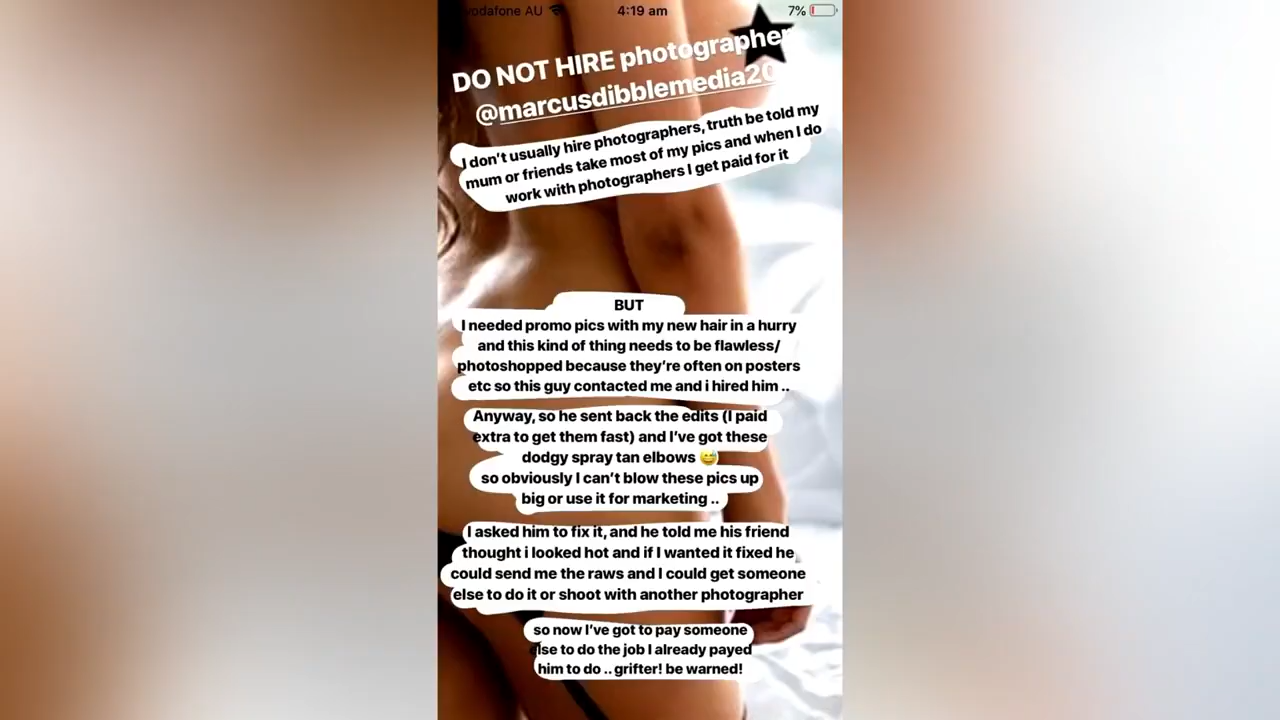 vodafone AU
4:19 am
7%
DO NOT HIRE photographer
@marcusdibblemedia20
I don't usually hire photographers, truth be told my
mum or friends take most of my pics and when I do
work with photographers I get paid for it
BUT
I needed promo pics with my new hair in a hurry
and this kind of thing needs to be flawless/
photoshopped because they're often on posters
etc so this guy contacted me and i hired him ..
Anyway, so he sent back the edits (I paid
extra to get them fast) and I've got these
dodgy spray tan elbows 😅
so obviously I can't blow these pics up
big or use it for marketing ..
I asked him to fix it, and he told me his friend
thought i looked hot and if I wanted it fixed he
could send me the raws and I could get someone
else to do it or shoot with another photographer
so now I've got to pay someone
else to do the job I already payed
him to do .. grifter! be warned!